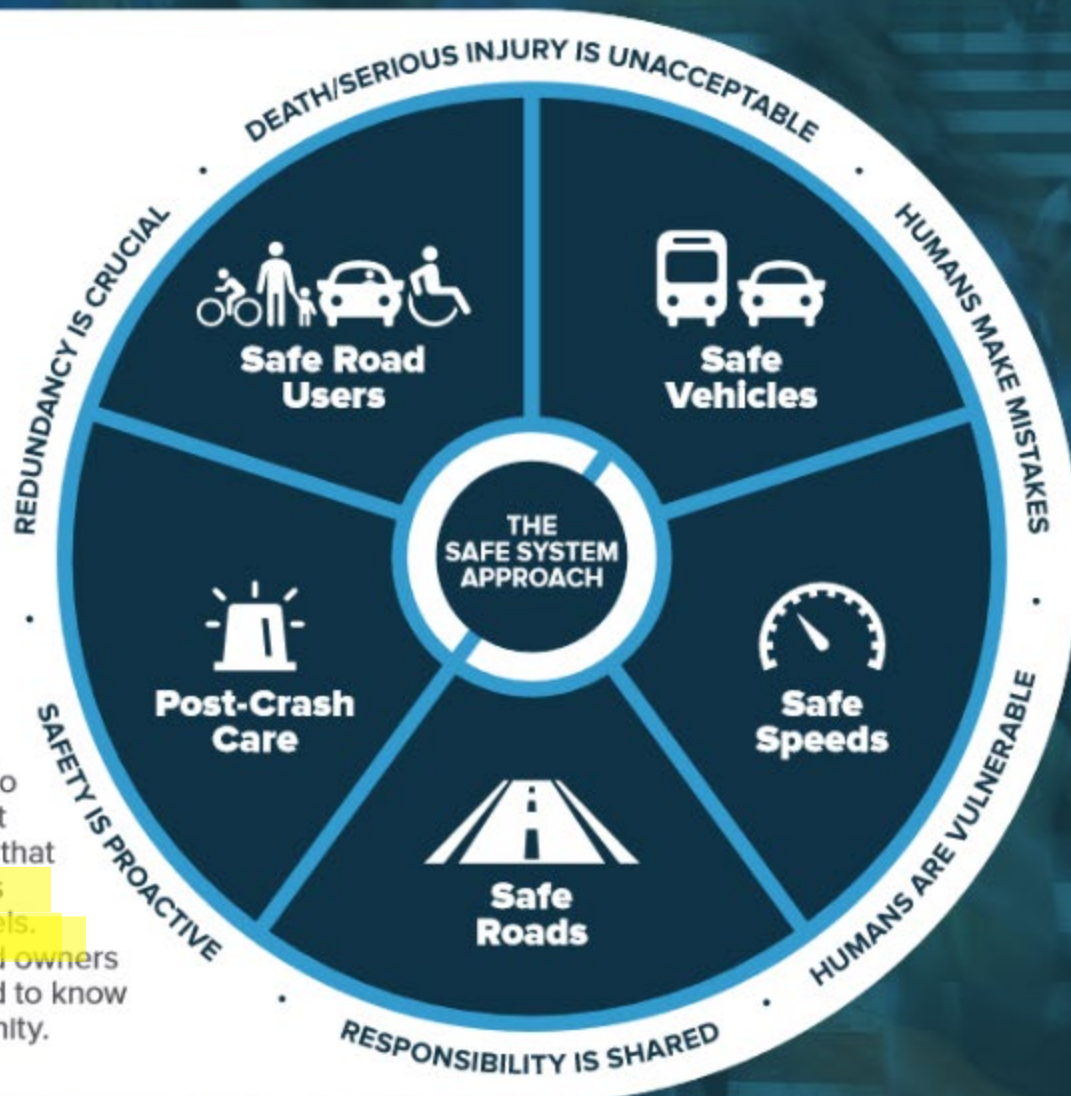 DEATH/SERIOUS INJURY IS UNACCEPTABLE
HUMANS MAKE MISTAKES
HUMANS ARE VULNERABLE
RESPONSIBILITY IS SHARED
SAFETY IS PROACTIVE
REDUNDANCY IS CRUCIAL
Safe Road
Users
Safe
Vehicles
THE
SAFE SYSTEM
APPROACH
Post-Crash
Care
Safe
Speeds
Safe
Roads
that
owners
to know